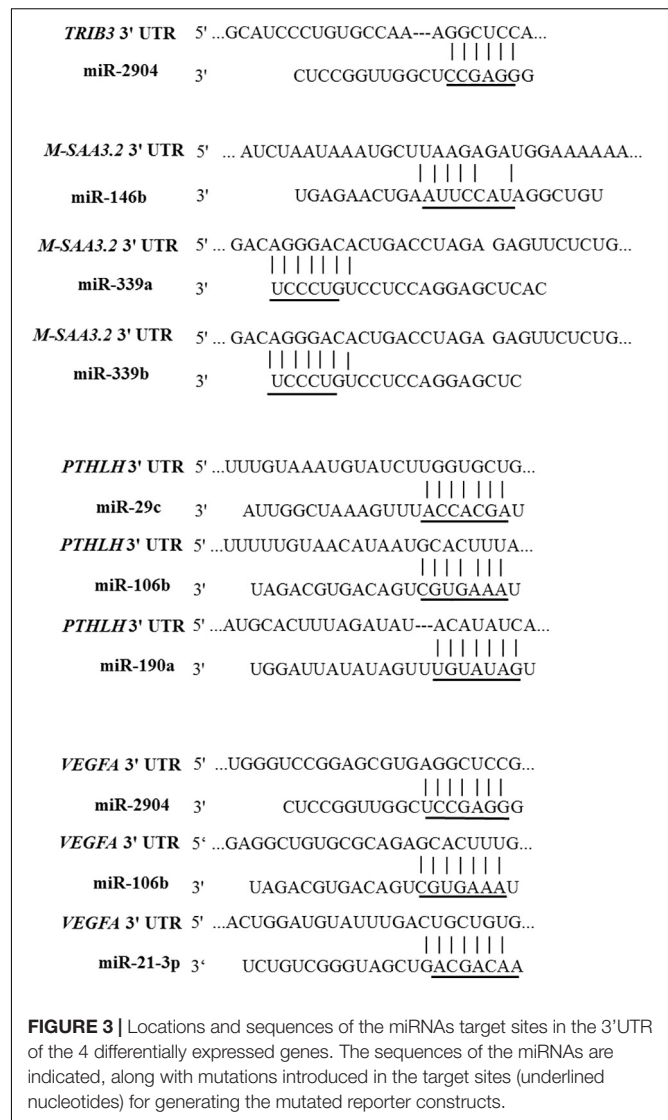 TRIB3 3' UTR 5' ...GCAUCCCUGUGCCAA---AGGCUCCA...
miR-2904 3' CUCCGGUUGGCUCCGAGGG
M-SAA3.2 3' UTR 5' ... AUCUAAUAAAUGCUUAAGAGAUGGAAAAAA...
miR-146b 3' UGAGAACUGAAUUCCAUAGGCUGU
M-SAA3.2 3' UTR 5' ... GACAGGGACACUGACCUAGA GAGUUCUCUG...
miR-339a 3' UCCCUGUCCUCCAGGAGCUCAC
M-SAA3.2 3' UTR 5' ... GACAGGGACACUGACCUAGA GAGUUCUCUG...
miR-339b 3' UCCCUGUCCUCCAGGAGCUC
PTHLH 3' UTR 5' ...UUUGUAAAUGUAUCUUGGUGCUG...
miR-29c 3' AUUGGCUAAAGUUUACCACGAU
PTHLH 3' UTR 5' ...UUUUUGUAACAUAAUGCACUUUA...
miR-106b 3' UAGACGUGACAGUCGUGAAAU
PTHLH 3' UTR 5' ...AUGCACUUUAGAUAU---ACAUAUCA...
miR-190a 3' UGGAUUAUAUAGUUUGUAUAGU
VEGFA 3' UTR 5' ...UGGGUCCGGAGCGUGAGGCUCCG...
miR-2904 3' CUCCGGUUGGCUCCGAGGG
VEGFA 3' UTR 5‘ ...GAGGCUGUGCGCAGAGCACUUUG...
miR-106b 3' UAGACGUGACAGUCGUGAAAU
VEGFA 3' UTR 5' ...ACUGGAUGUAUUUGACUGCUGUG...
miR-21-3p 3‘ UCUGUCGGGUAGCUGACGACAA
FIGURE 3 | Locations and sequences of the miRNAs target sites in the 3’UTR
of the 4 differentially expressed genes. The sequences of the miRNAs are
indicated, along with mutations introduced in the target sites (underlined
nucleotides) for generating the mutated reporter constructs.